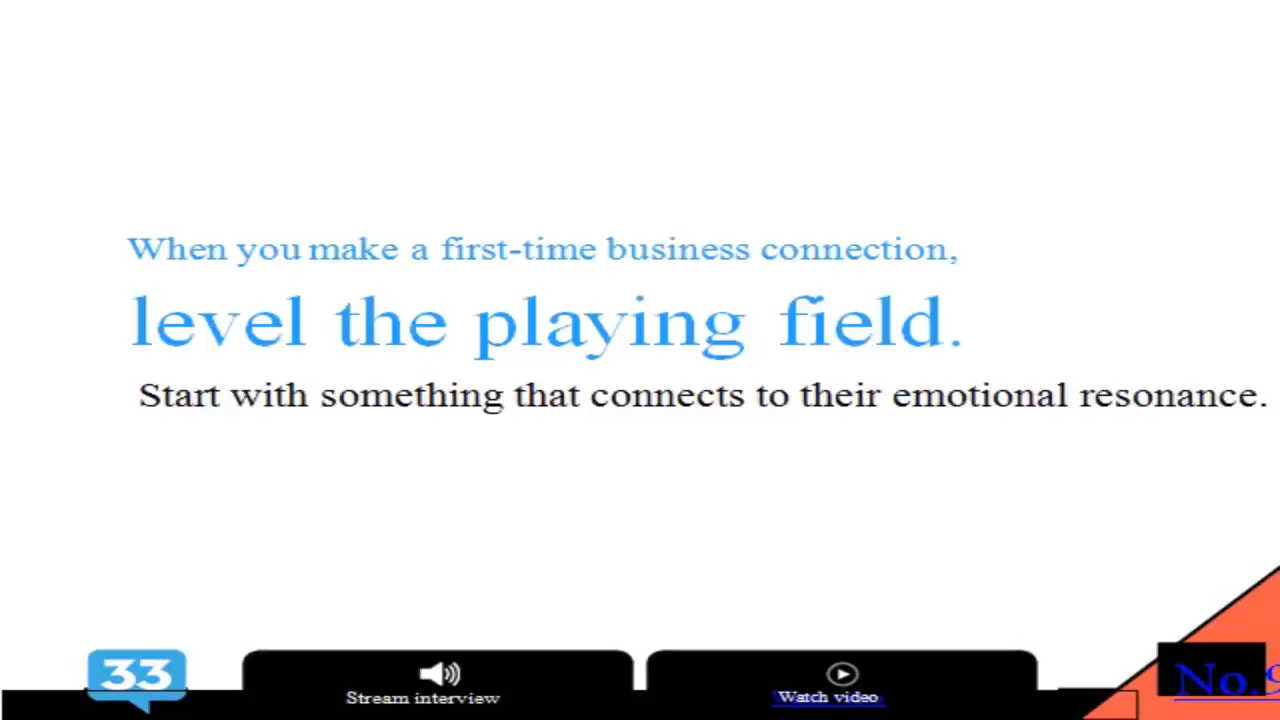 When you make a first-time business connection,
level the playing field.
Start with something that connects to their emotional resonance.
33
Stream interview
Watch video
No.9